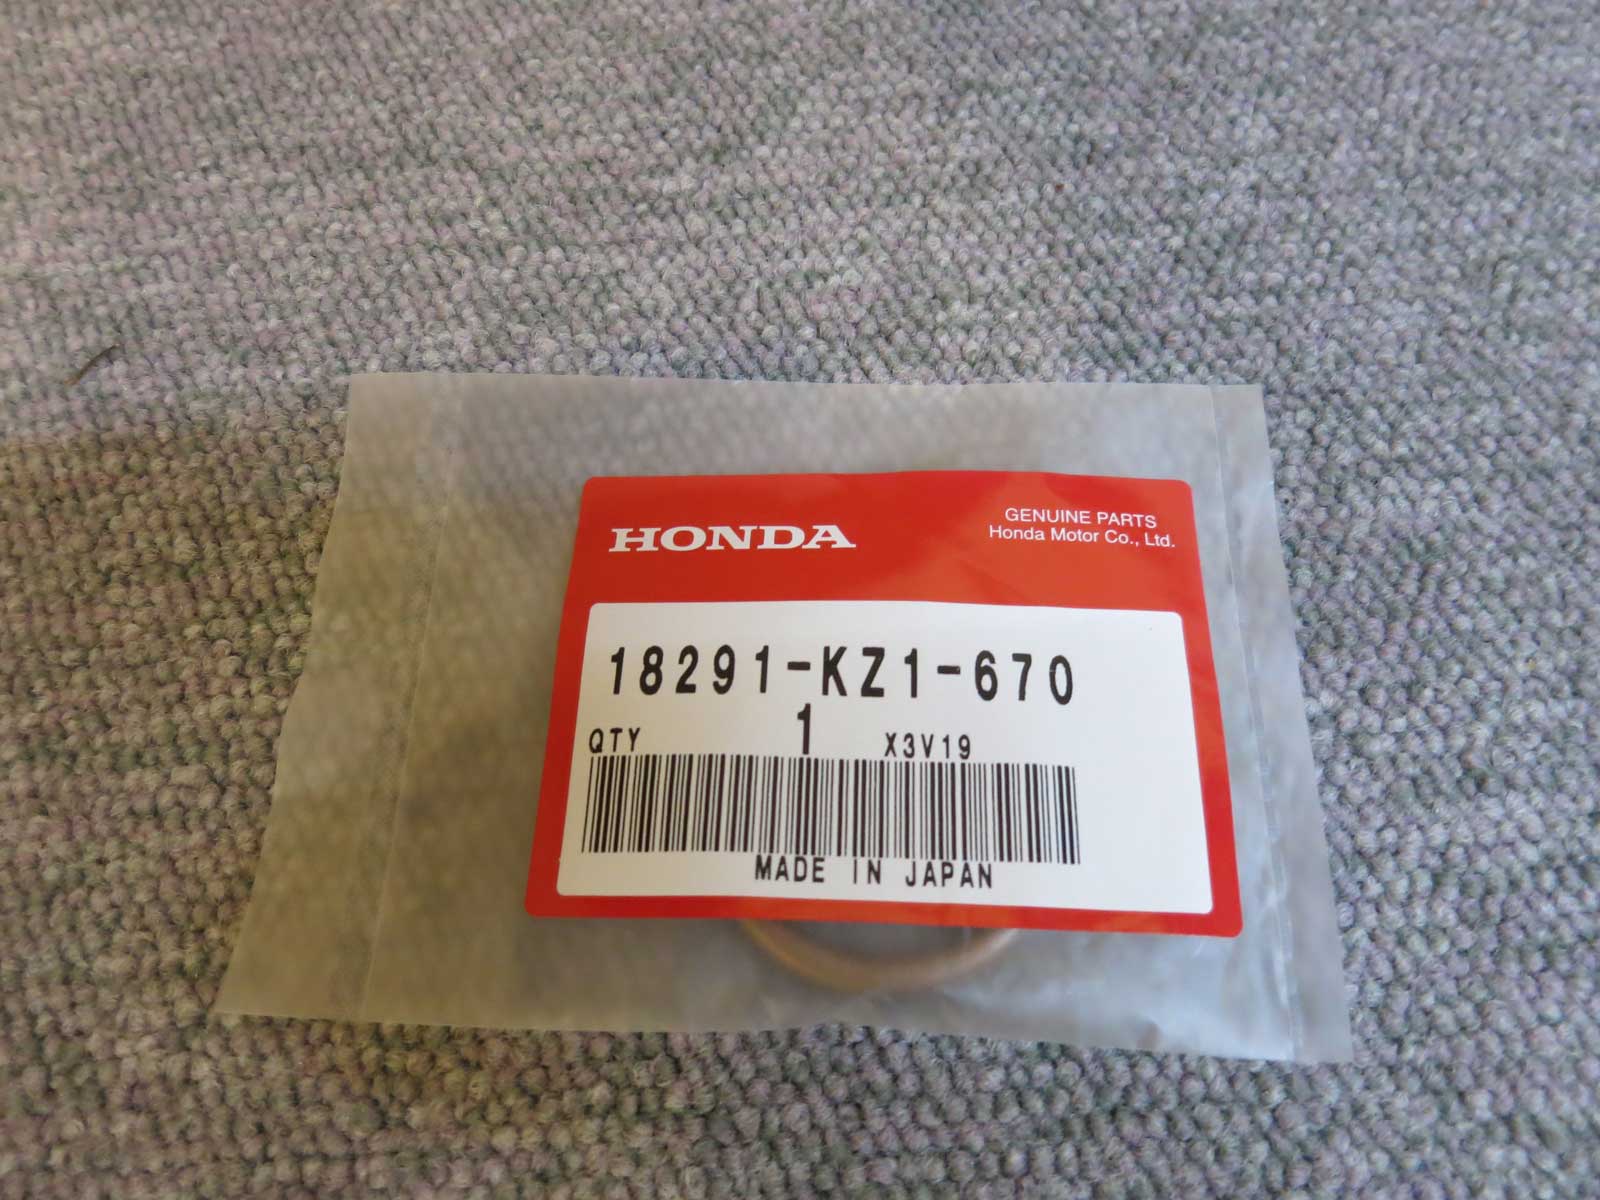 HONDA
GENUINE PARTS
Honda Motor Co., Ltd.
18291-KZ1-670
QTY 1 X3V19
MADE IN JAPAN